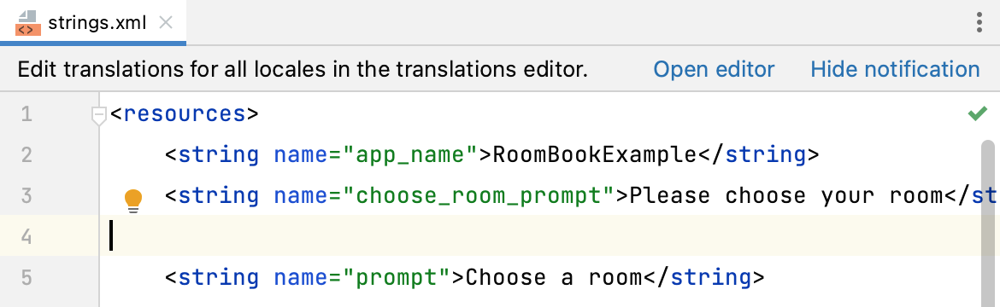 strings.xml
Edit translations for all locales in the translations editor. Open editor Hide notification
1 <resources>
2 <string name="app_name">RoomBookExample</string>
3 <string name="choose_room_prompt">Please choose your room</st
4
5 <string name="prompt">Choose a room</string>